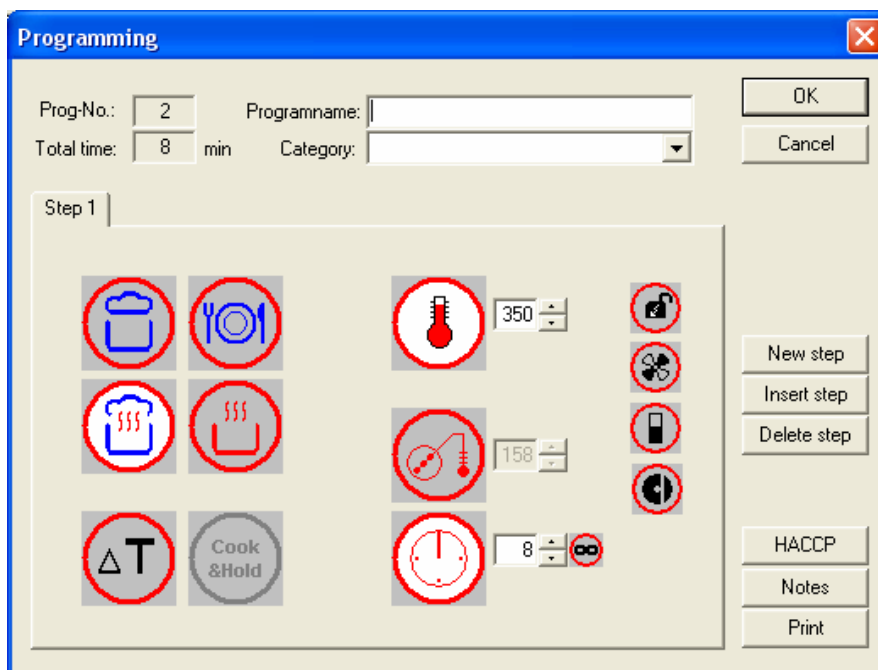 Programming
Prog-No.: 2 Programname: OK
Total time: 8 min Category: Cancel
Step 1
350
New step
Insert step
158 Delete step
ΔT Cook
&Hold
8
HACCP
Notes
Print